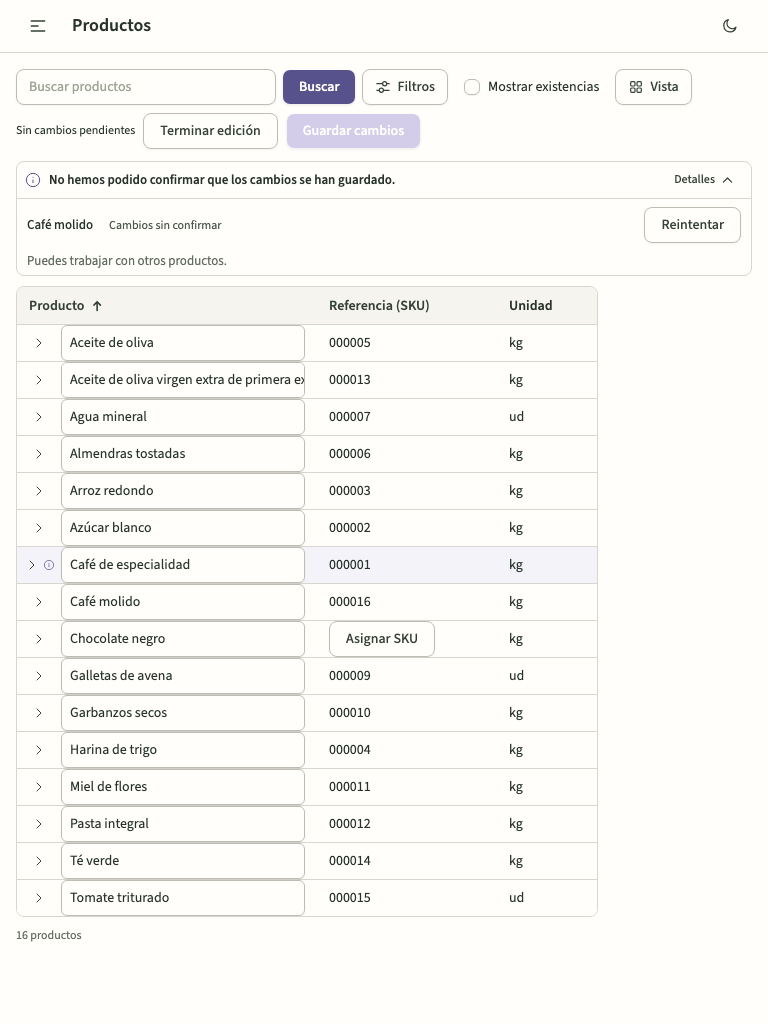 Productos
Buscar productos
Buscar
Filtros
Mostrar existencias
Vista
Sin cambios pendientes
Terminar edición
Guardar cambios
No hemos podido confirmar que los cambios se han guardado.
Detalles
Café molido
Cambios sin confirmar
Reintentar
Puedes trabajar con otros productos.
Producto Referencia (SKU) Unidad
Aceite de oliva 000005 kg
Aceite de oliva virgen extra de primera 000013 kg
Agua mineral 000007 ud
Almendras tostadas 000006 kg
Arroz redondo 000003 kg
Azúcar blanco 000002 kg
Café de especialidad 000001 kg
Café molido 000016 kg
Chocolate negro Asignar SKU kg
Galletas de avena 000009 ud
Garbanzos secos 000010 kg
Harina de trigo 000004 kg
Miel de flores 000011 kg
Pasta integral 000012 kg
Té verde 000014 kg
Tomate triturado 000015 ud
16 productos